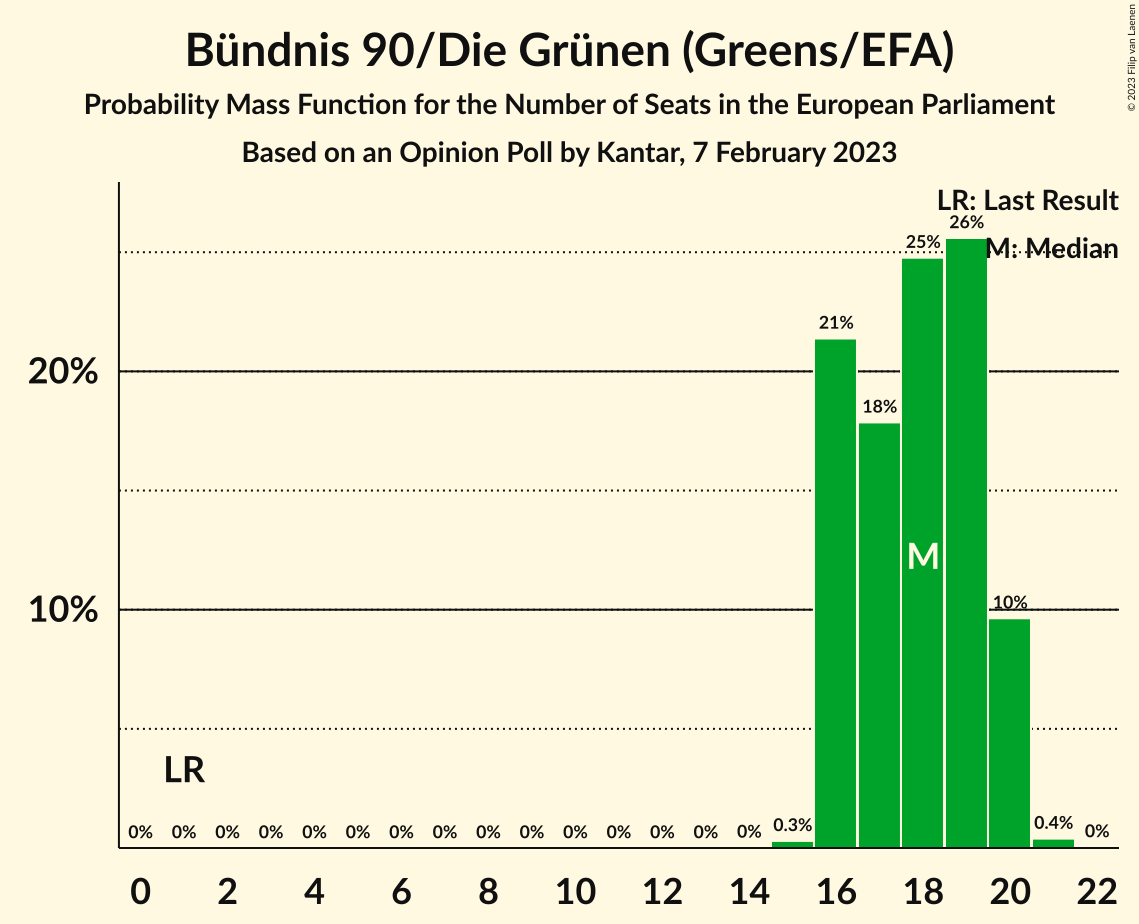 Bündnis 90/Die Grünen (Greens/EFA)
Probability Mass Function for the Number of Seats in the European Parliament
Based on an Opinion Poll by Kantar, 7 February 2023
© 2023 Filip van Laenen
LR: Last Result
M: Median
26%
25%
21%
20%
18%
M
10%
10%
LR
0% 0% 0% 0% 0% 0% 0% 0% 0% 0% 0% 0% 0% 0% 0% 0.3% 0.4% 0%
0 2 4 6 8 10 12 14 16 18 20 22